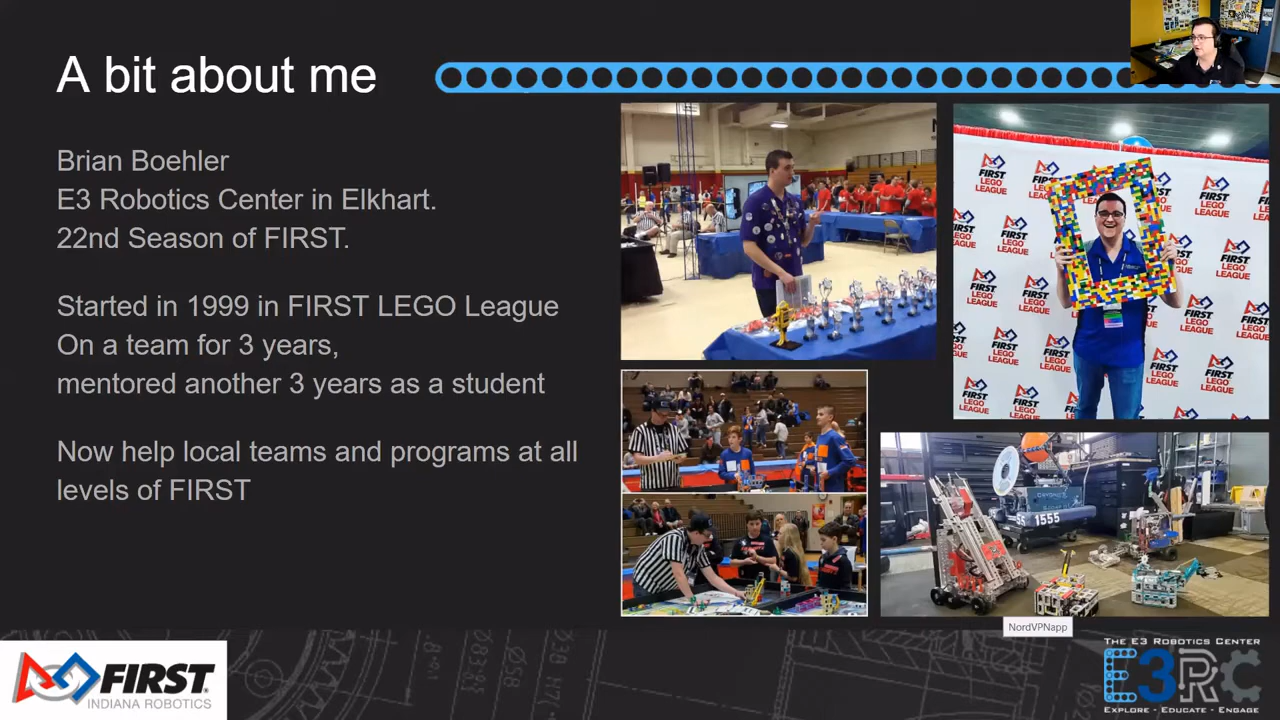 A bit about me
Brian Boehler
E3 Robotics Center in Elkhart.
22nd Season of FIRST.
Started in 1999 in FIRST LEGO League
On a team for 3 years,
mentored another 3 years as a student
Now help local teams and programs at all
levels of FIRST
FIRST
LEGO
LEAGUE
1555
NordVPNapp
FIRST
INDIANA ROBOTICS
THE E3 ROBOTICS CENTER
E3RC
EXPLORE - EDUCATE - ENGAGE